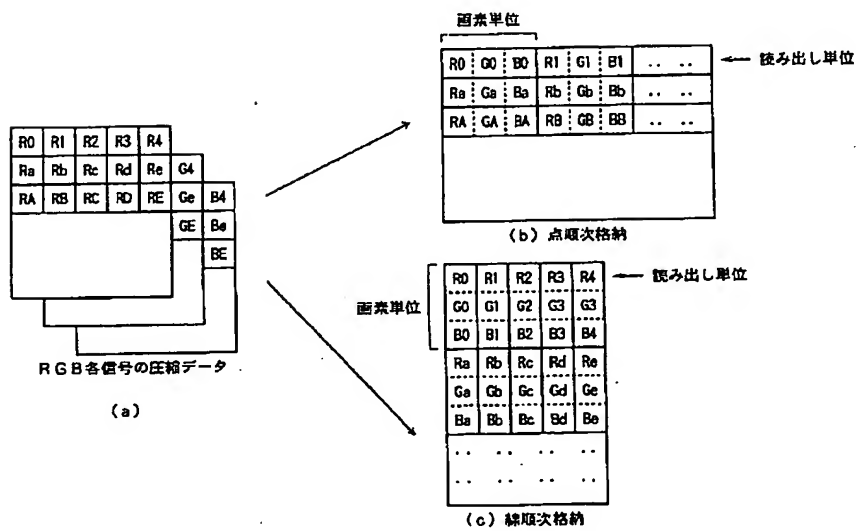 画素単位
R0 G0 B0 R1 G1 B1 .. ..
← 読み出し単位
Ra Ga Ba Rb Gb Bb .. ..
RA GA BA RB GB BB .. ..
(b) 点順次格納
R0 R1 R2 R3 R4
Ra Rb Rc Rd Re G4
RA RB RC RD RE Ge B4
GE Be
BE
RGB各信号の圧縮データ
(a)
画素単位
R0 R1 R2 R3 R4
← 読み出し単位
G0 G1 G2 G3 G3
B0 B1 B2 B3 B4
Ra Rb Rc Rd Re
Ga Gb Gc Gd Ge
Ba Bb Bc Bd Be
.. .. .. ..
.. .. .. ..
(c) 線順次格納